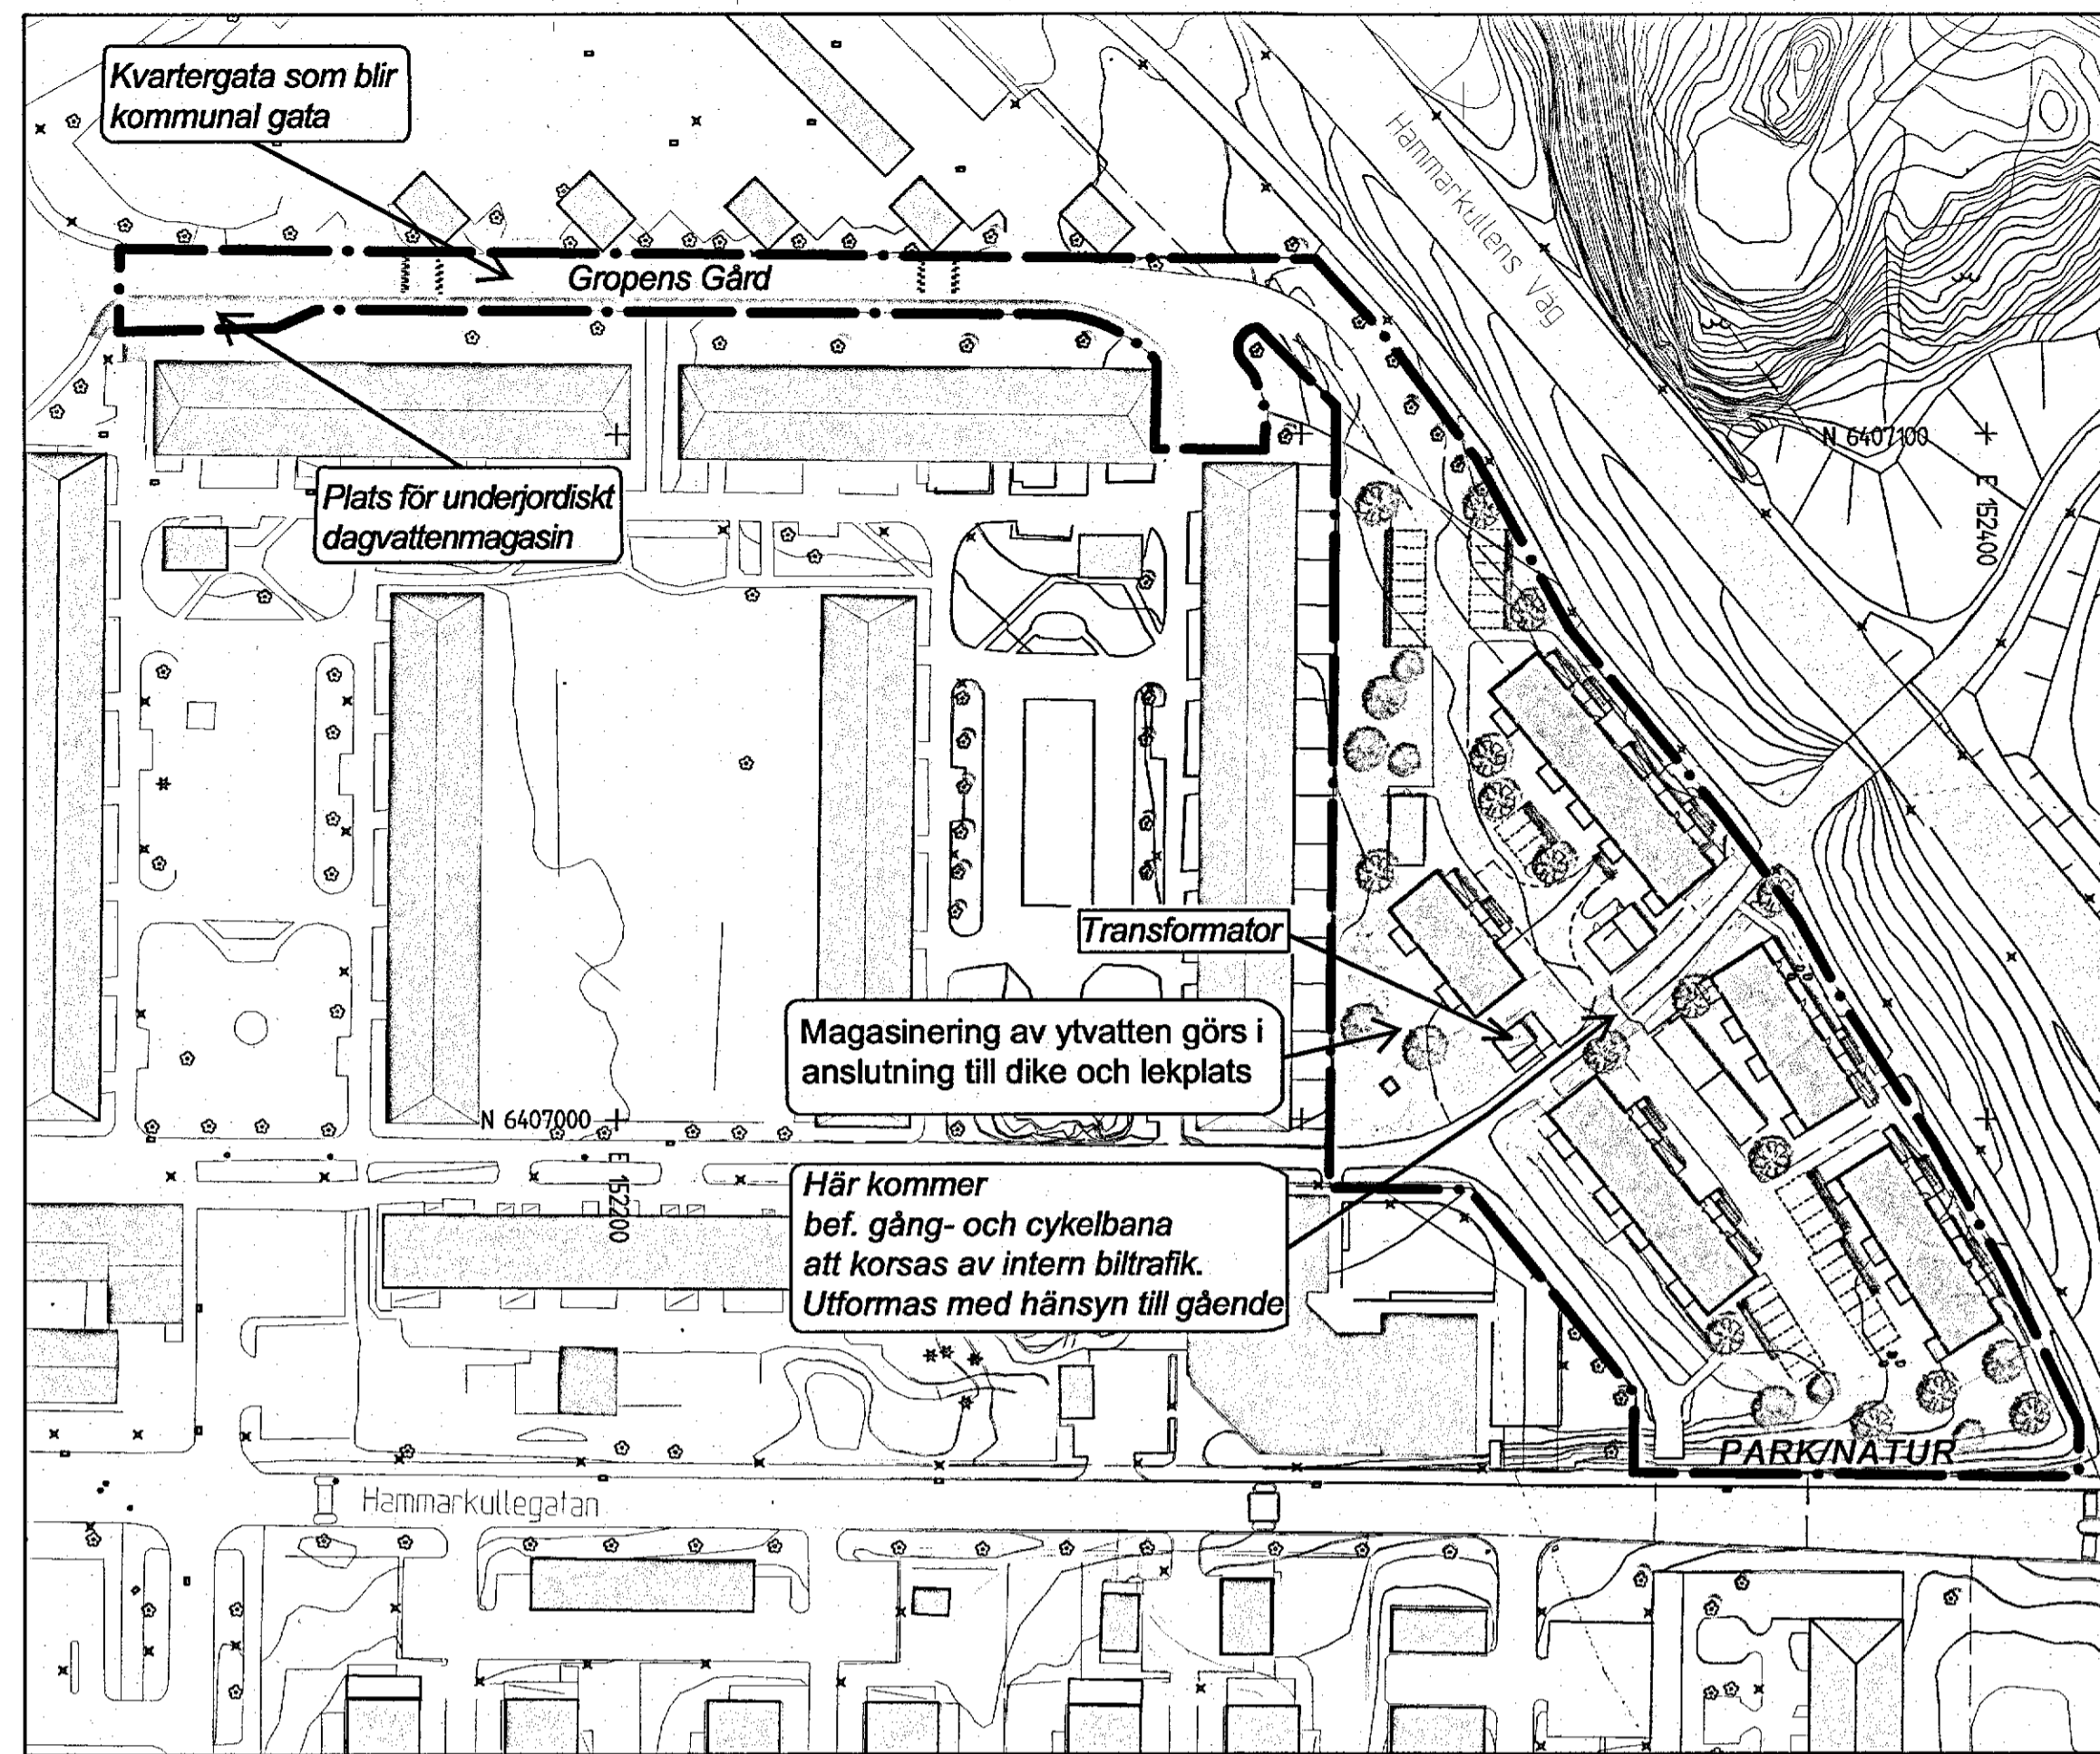 Kvartergata som blir
kommunal gata
Hammarkullens Väg
Gropens Gård
N 6407100
E 152400
Plats för underjordiskt
dagvattenmagasin
Transformator
Magasinering av ytvatten görs i
anslutning till dike och lekplats
N 6407000
E 152200
Här kommer
bef. gång- och cykelbana
att korsas av intern biltrafik.
Utformas med hänsyn till gående
PARK/NATUR
Hammarkullegatan